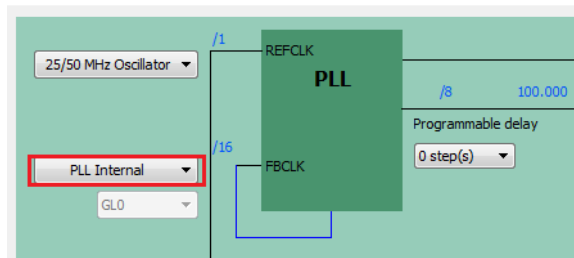 /1
REFCLK
25/50 MHz Oscillator
PLL
/8 100.000
Programmable delay
/16
0 step(s)
PLL Internal
FBCLK
GL0